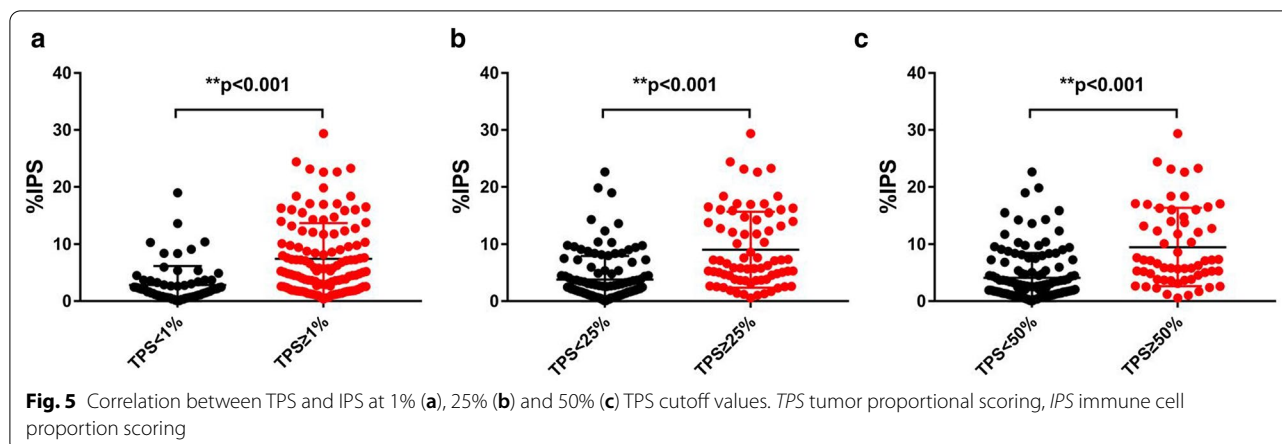 a
b
c
40
30
20
10
0
%IPS
**p<0.001
TPS<1%
TPS≥1%
40
30
20
10
0
%IPS
**p<0.001
TPS<25%
TPS≥25%
40
30
20
10
0
%IPS
**p<0.001
TPS<50%
TPS≥50%
Fig. 5 Correlation between TPS and IPS at 1% (a), 25% (b) and 50% (c) TPS cutoff values. TPS tumor proportional scoring, IPS immune cell
proportion scoring